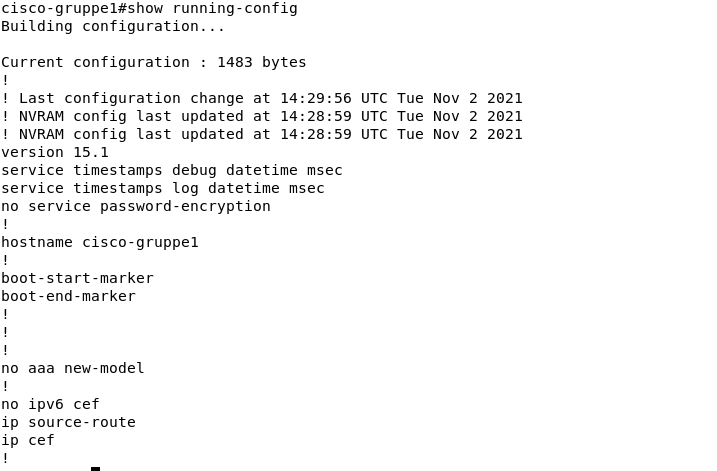 cisco-gruppe1#show running-config
Building configuration...
Current configuration : 1483 bytes
!
! Last configuration change at 14:29:56 UTC Tue Nov 2 2021
! NVRAM config last updated at 14:28:59 UTC Tue Nov 2 2021
! NVRAM config last updated at 14:28:59 UTC Tue Nov 2 2021
version 15.1
service timestamps debug datetime msec
service timestamps log datetime msec
no service password-encryption
!
hostname cisco-gruppe1
!
boot-start-marker
boot-end-marker
!
!
!
no aaa new-model
!
no ipv6 cef
ip source-route
ip cef
!